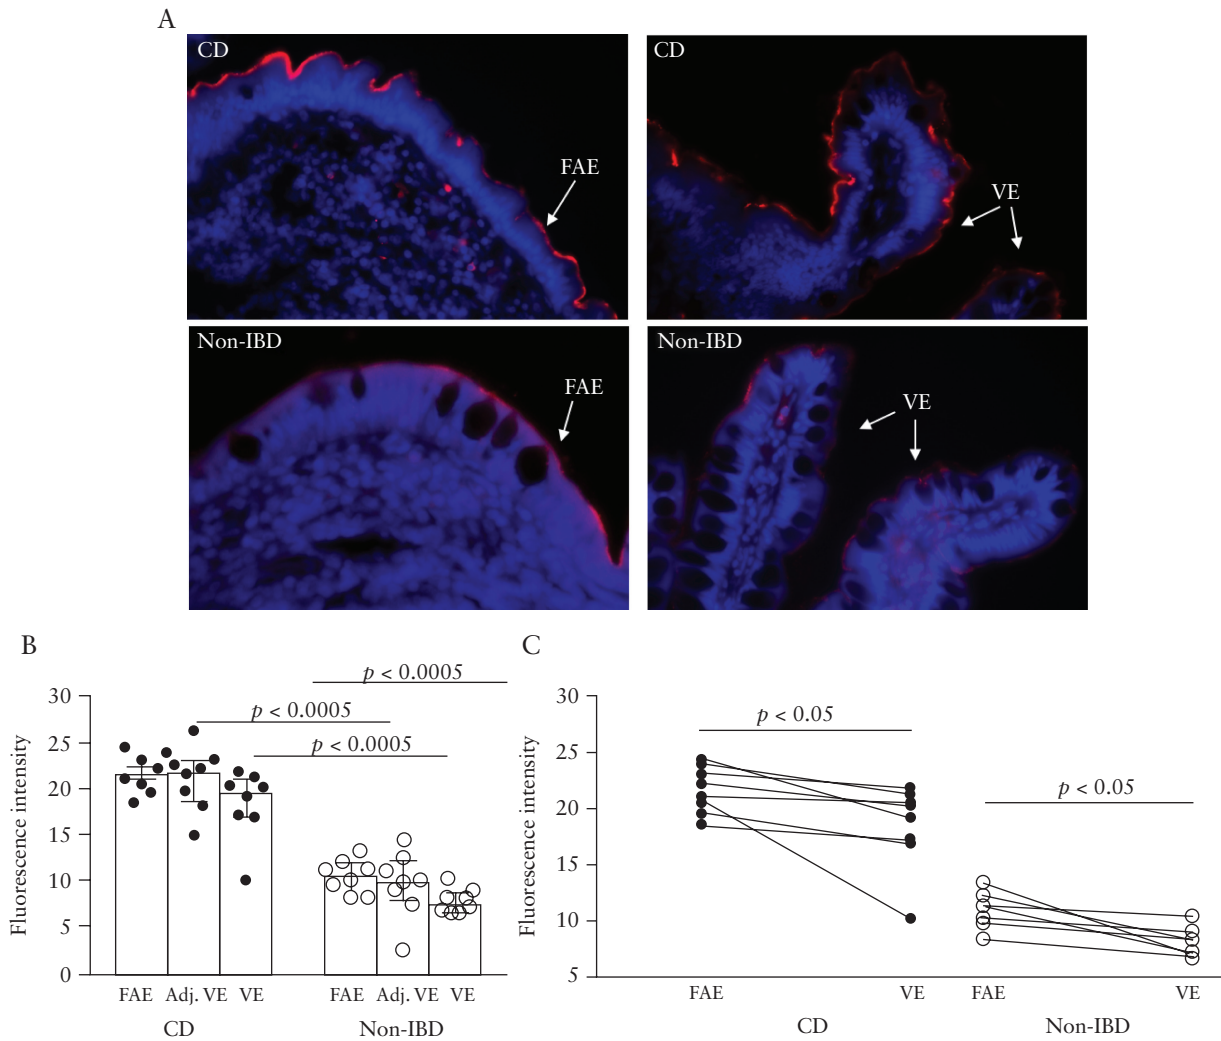 A
CD
FAE
CD
VE
Non-IBD
FAE
Non-IBD
VE
B
p < 0.0005
p < 0.0005
p < 0.0005
30
25
20
15
10
5
0
Fluorescence intensity
FAE Adj. VE VE
FAE Adj. VE VE
CD
Non-IBD
C
30
25
20
15
10
5
Fluorescence intensity
p < 0.05
p < 0.05
FAE
VE
FAE
VE
CD
Non-IBD